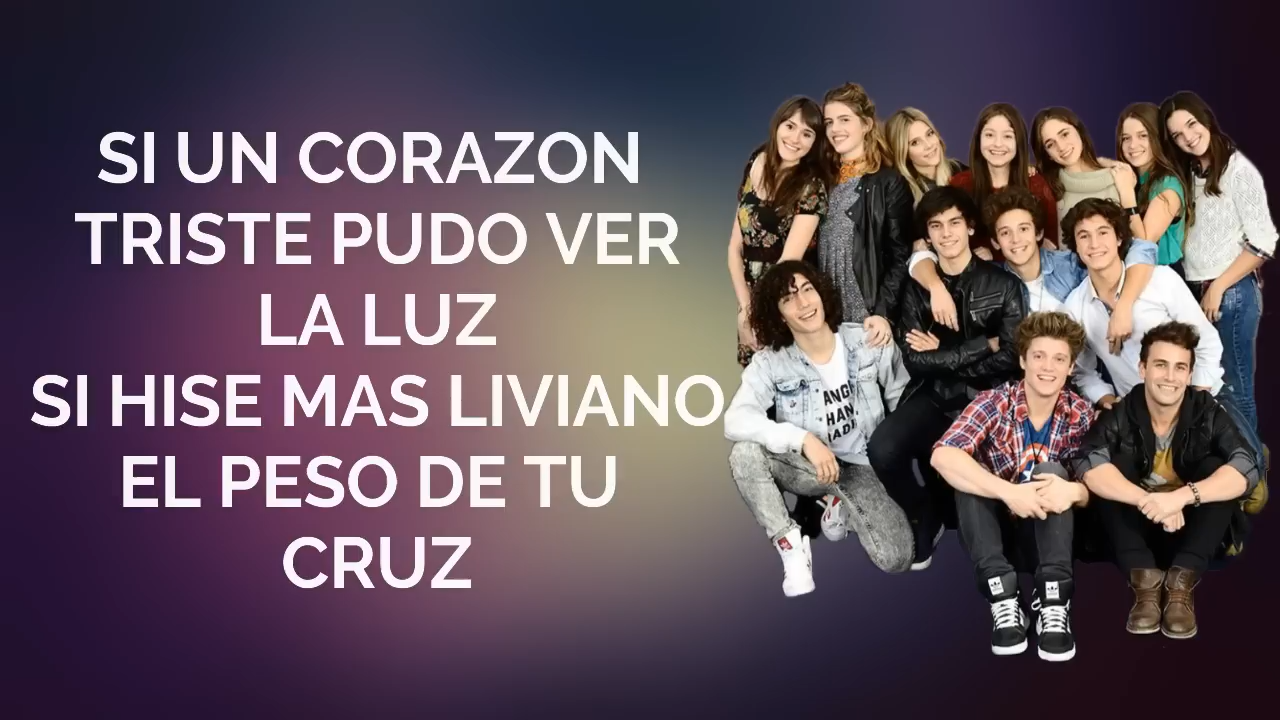 SI UN CORAZON
TRISTE PUDO VER
LA LUZ
SI HISE MAS LIVIANO
EL PESO DE TU
CRUZ